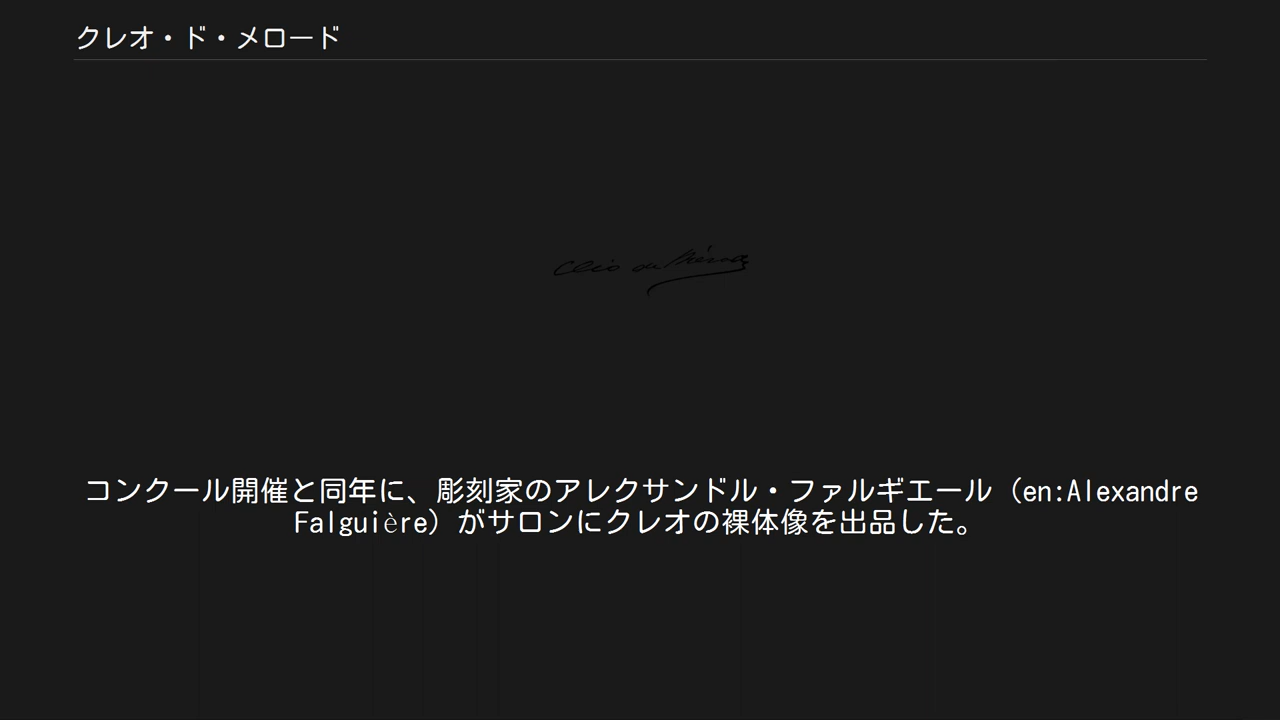 クレオ・ド・メロード
コンクール開催と同年に、彫刻家のアレクサンドル・ファルギエール（en:Alexandre
Falguière）がサロンにクレオの裸体像を出品した。